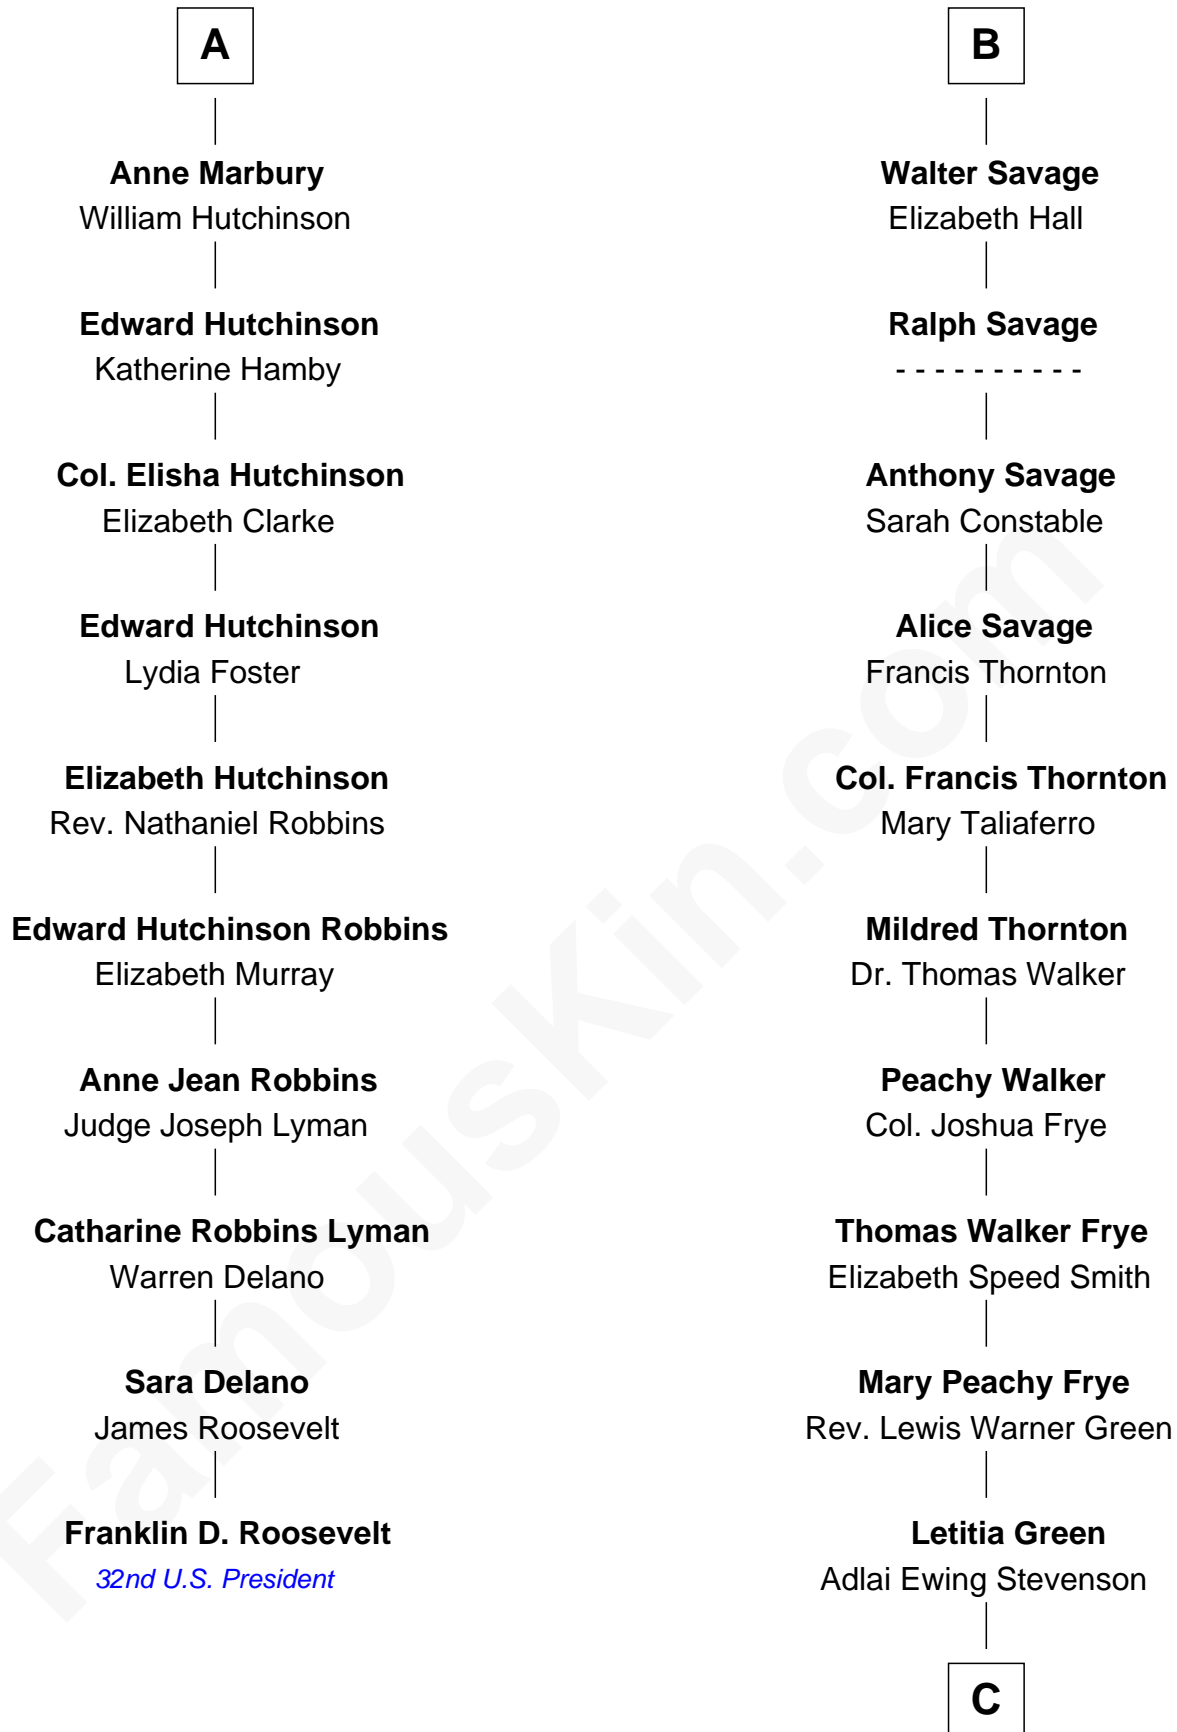 A
Anne Marbury
William Hutchinson
Edward Hutchinson
Katherine Hamby
Col. Elisha Hutchinson
Elizabeth Clarke
Edward Hutchinson
Lydia Foster
Elizabeth Hutchinson
Rev. Nathaniel Robbins
Edward Hutchinson Robbins
Elizabeth Murray
Anne Jean Robbins
Judge Joseph Lyman
Catharine Robbins Lyman
Warren Delano
Sara Delano
James Roosevelt
Franklin D. Roosevelt
32nd U.S. President
B
Walter Savage
Elizabeth Hall
Ralph Savage
- - - - - - - - - -
Anthony Savage
Sarah Constable
Alice Savage
Francis Thornton
Col. Francis Thornton
Mary Taliaferro
Mildred Thornton
Dr. Thomas Walker
Peachy Walker
Col. Joshua Frye
Thomas Walker Frye
Elizabeth Speed Smith
Mary Peachy Frye
Rev. Lewis Warner Green
Letitia Green
Adlai Ewing Stevenson
C
FamousKin.com